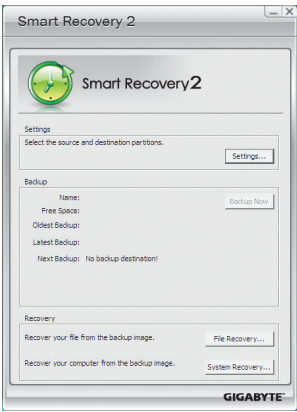 Smart Recovery 2
Smart Recovery2
Settings
Select the source and destination partitions.
Settings...
Backup
Name:
Backup Now
Free Space:
Oldest Backup:
Latest Backup:
Next Backup: No backup destination!
Recovery
Recover your file from the backup image.
File Recovery...
Recover your computer from the backup image.
System Recovery...
GIGABYTE™